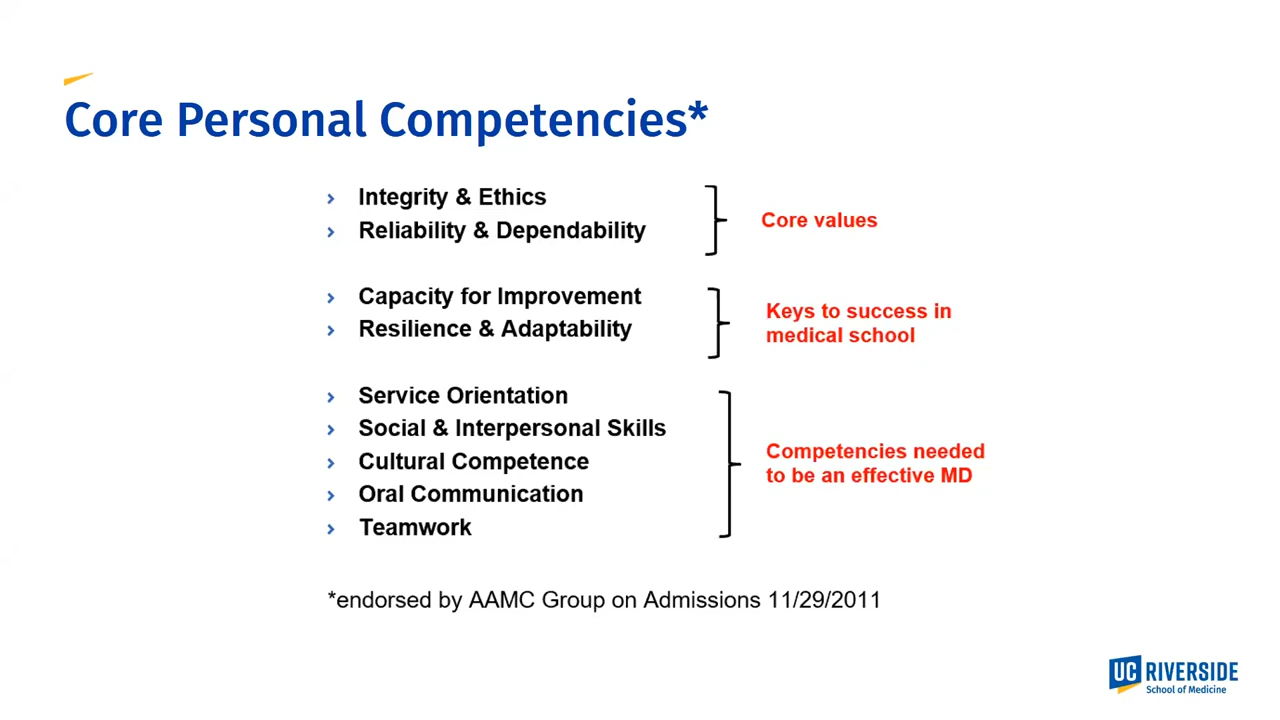 Core Personal Competencies*
Integrity & Ethics
Reliability & Dependability
Core values
Capacity for Improvement
Resilience & Adaptability
Keys to success in
medical school
Service Orientation
Social & Interpersonal Skills
Cultural Competence
Oral Communication
Teamwork
Competencies needed
to be an effective MD
*endorsed by AAMC Group on Admissions 11/29/2011
UC RIVERSIDE
School of Medicine